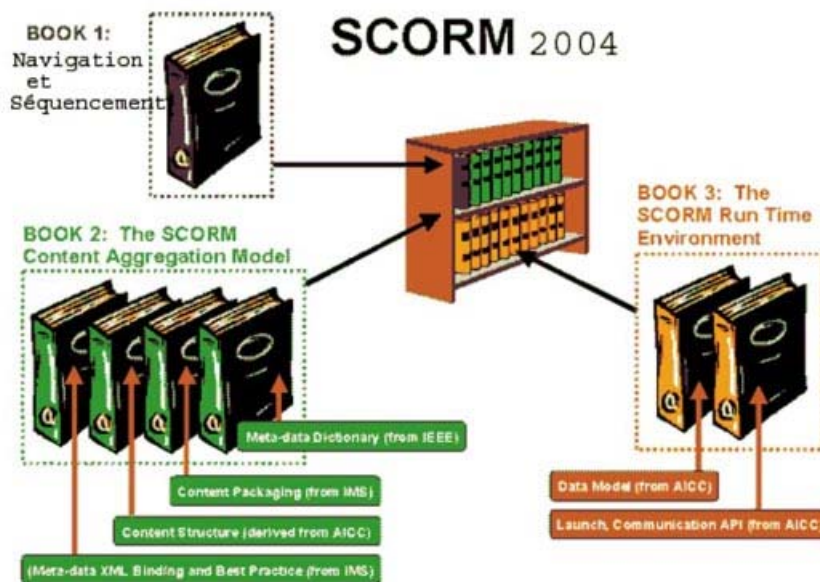 SCORM 2004
BOOK 1:
Navigation
et
Séquencement
BOOK 2: The SCORM
Content Aggregation Model
BOOK 3: The
SCORM Run Time
Environment
Meta-data Dictionary (from IEEE)
Content Packaging (from IMS)
Content Structure (derived from AICC)
(Meta-data XML Binding and Best Practice (from IMS)
Data Model (from AICC)
Launch, Communication API (from AICC)